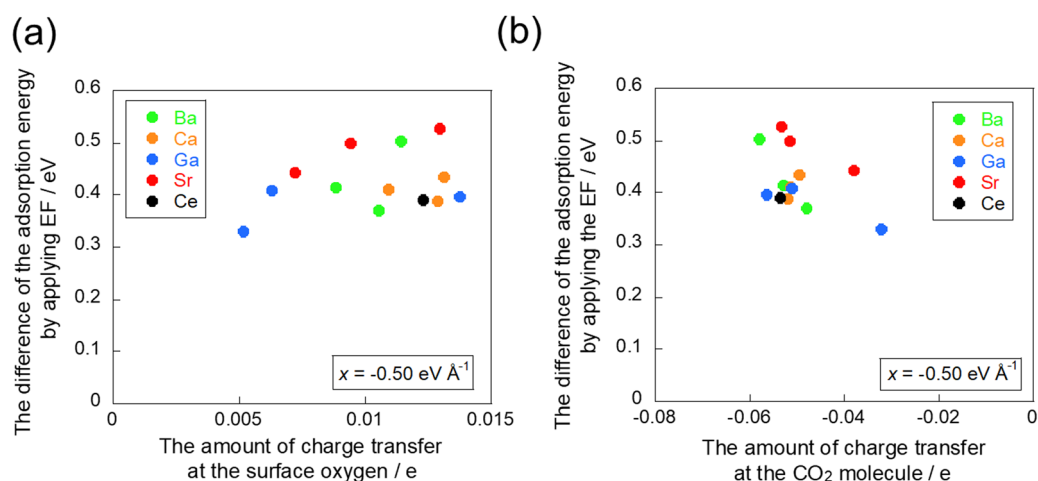 (a)
The difference of the adsorption energy
by applying EF / eV
0.6
0.5
0.4
0.3
0.2
0.1
0
Ba
Ca
Ga
Sr
Ce
x = -0.50 eV Å⁻¹
0
0.005
0.01
0.015
The amount of charge transfer
at the surface oxygen / e
(b)
The difference of the adsorption energy
by applying the EF / eV
0.6
0.5
0.4
0.3
0.2
0.1
0
Ba
Ca
Ga
Sr
Ce
x = -0.50 eV Å⁻¹
-0.08
-0.06
-0.04
-0.02
0
The amount of charge transfer
at the CO₂ molecule / e